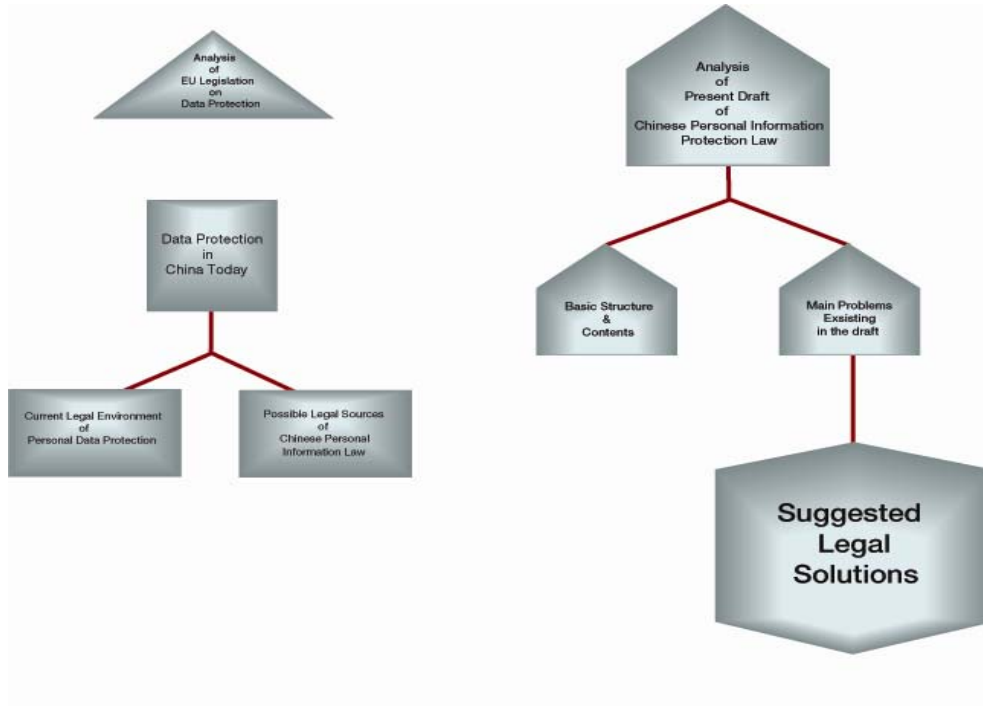 Analysis
of
EU Legislation
on
Data Protection
Analysis
of
Present Draft
of
Chinese Personal Information
Protection Law
Data Protection
in
China Today
Basic Structure
&
Contents
Main Problems
Exsisting
in the draft
Current Legal Environment
of
Personal Data Protection
Possible Legal Sources
of
Chinese Personal
Information Law
Suggested
Legal
Solutions